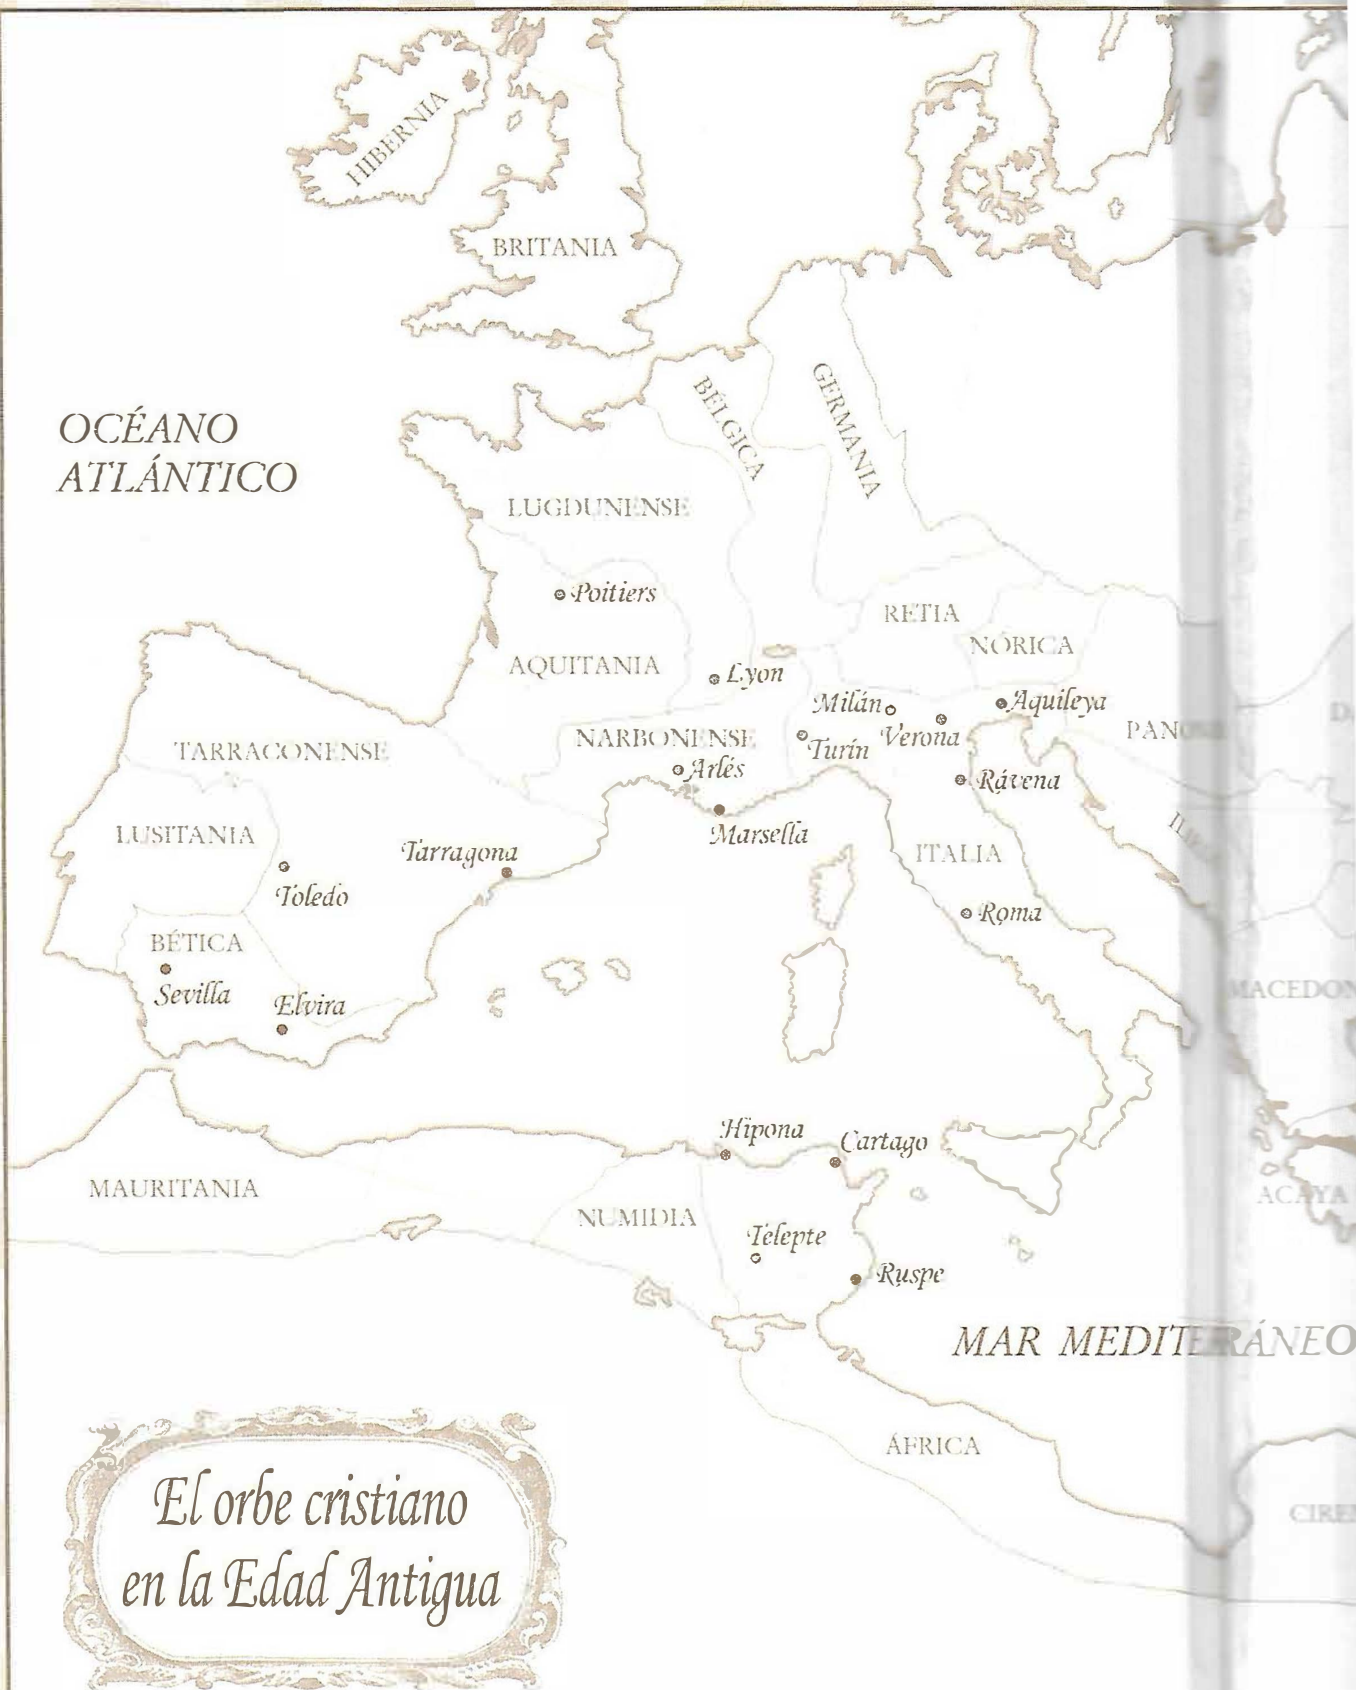 HIBERNIA
BRITANIA
OCÉANO
ATLÁNTICO
BÉLGICA
GERMANIA
LUGDUNENSE
Poitiers
RETIA
NÓRICA
AQUITANIA
Lyon
Milán
Aquileya
Verona
Turín
NARBONENSE
TARRACONENSE
Arlés
Rávena
Marsella
LUSITANIA
Tarragona
ITALIA
Toledo
Roma
BÉTICA
Sevilla
Elvira
MACEDON
Hipona
Cartago
MAURITANIA
ACAYA
NUMIDIA
Telepte
Ruspe
MAR MEDITERRÁNEO
ÁFRICA
CIREN
El orbe cristiano
en la Edad Antigua